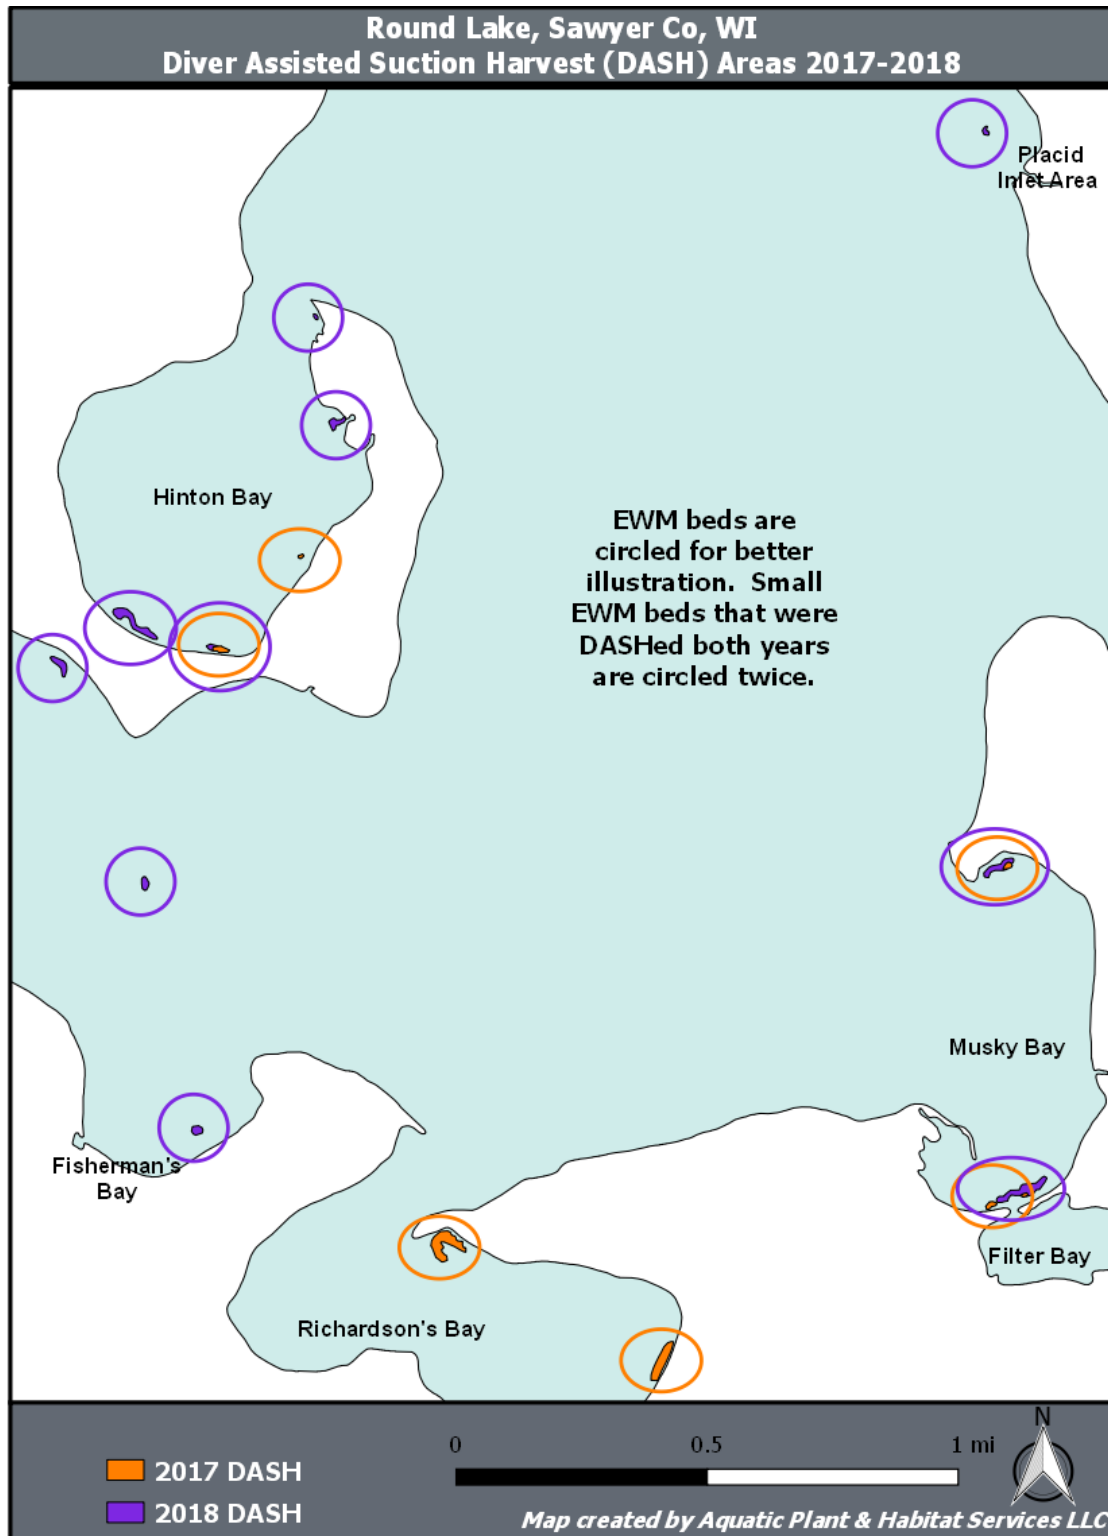 Round Lake, Sawyer Co, WI
Diver Assisted Suction Harvest (DASH) Areas 2017-2018
Placid
Inlet Area
Hinton Bay
EWM beds are
circled for better
illustration.  Small
EWM beds that were
DASHed both years
are circled twice.
Musky Bay
Fisherman's
Bay
Filter Bay
Richardson's Bay
N
0 0.5 1 mi
2017 DASH
2018 DASH
Map created by Aquatic Plant & Habitat Services LLC